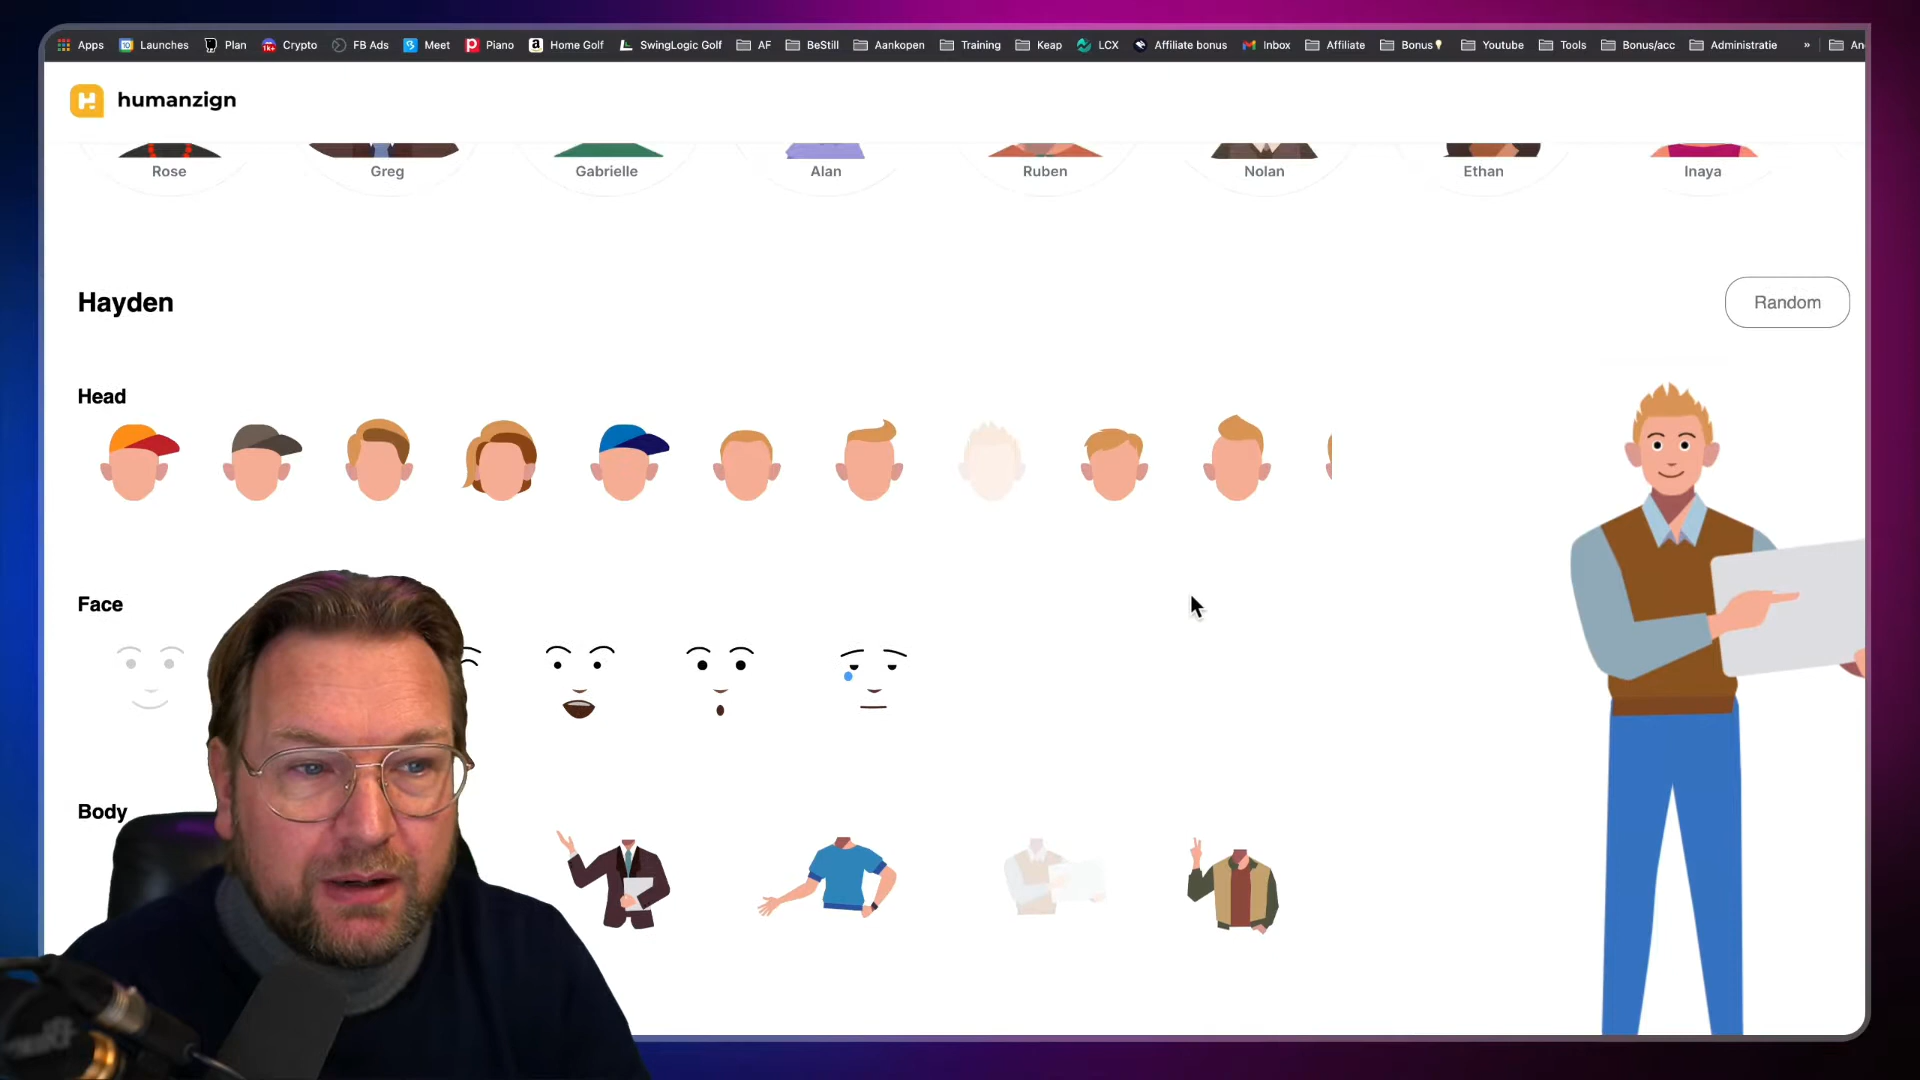 Apps Launches Plan Crypto FB Ads Meet Piano Home Golf SwingLogic Golf AF BeStill Aankopen Training Keap LCX Affiliate bonus Inbox Affiliate Bonus Youtube Tools Bonus/acc Administratie » An
humanzign
Rose Greg Gabrielle Alan Ruben Nolan Ethan Inaya
Hayden
Random
Head
Face
Body